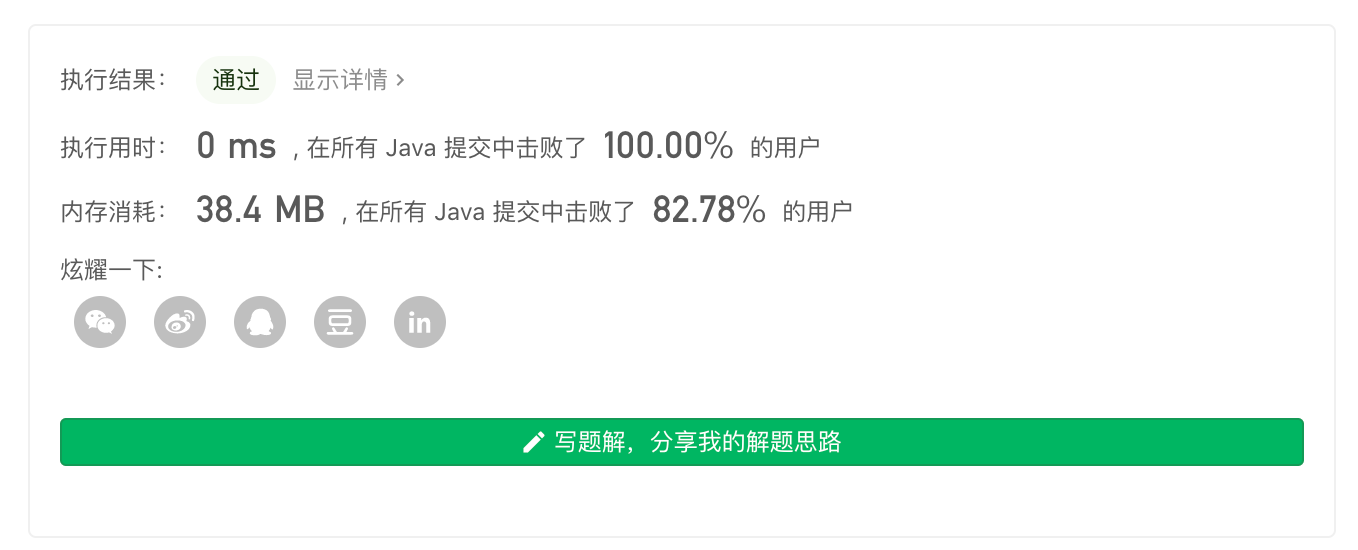 执行结果： 通过 显示详情 ›
执行用时： 0 ms , 在所有 Java 提交中击败了 100.00% 的用户
内存消耗： 38.4 MB , 在所有 Java 提交中击败了 82.78% 的用户
炫耀一下:
豆 in
写题解，分享我的解题思路